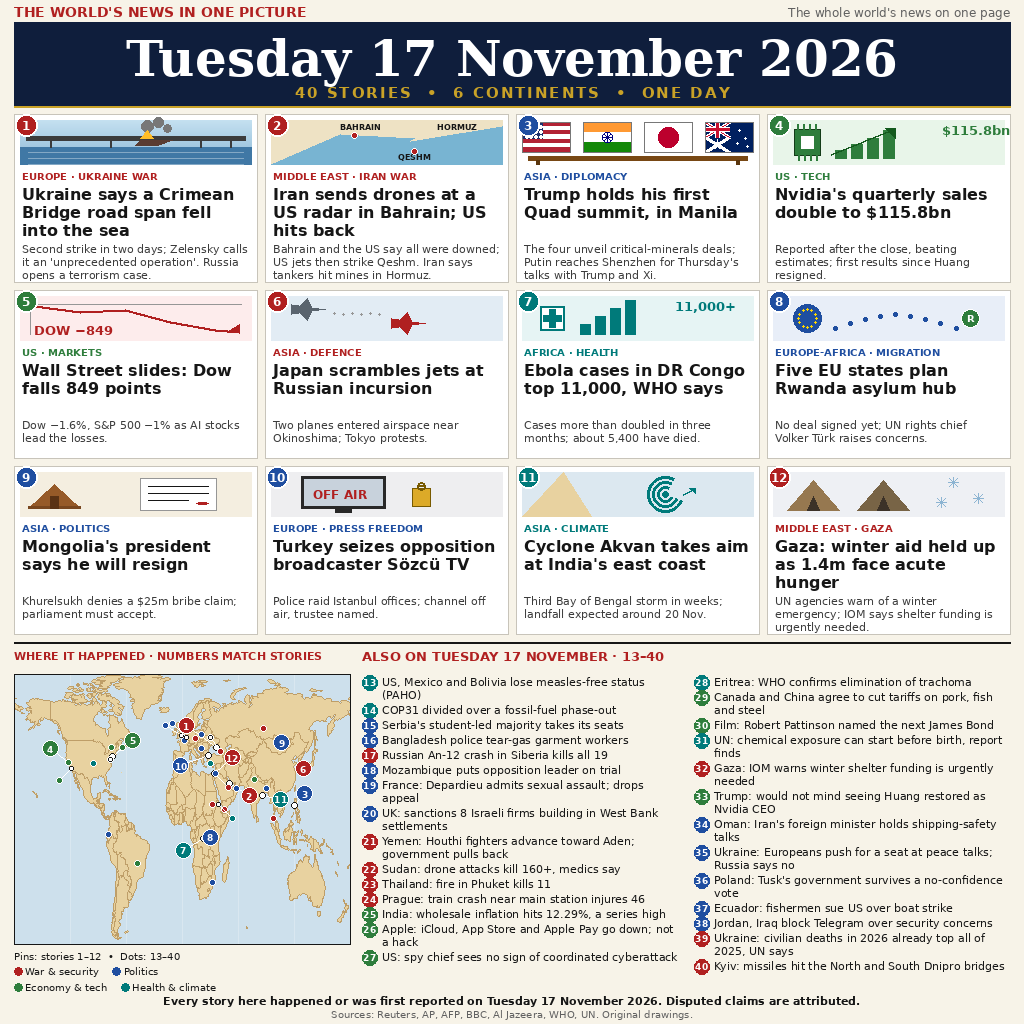 THE WORLD'S NEWS IN ONE PICTURE
The whole world's news on one page
Tuesday 17 November 2026
40 STORIES • 6 CONTINENTS • ONE DAY
1
EUROPE · UKRAINE WAR
Ukraine says a Crimean
Bridge road span fell
into the sea
Second strike in two days; Zelensky calls
it an 'unprecedented operation'. Russia
opens a terrorism case.
2
BAHRAIN
HORMUZ
QESHM
MIDDLE EAST · IRAN WAR
Iran sends drones at a
US radar in Bahrain; US
hits back
Bahrain and the US say all were downed;
US jets then strike Qeshm. Iran says
tankers hit mines in Hormuz.
3
ASIA · DIPLOMACY
Trump holds his first
Quad summit, in Manila
The four unveil critical-minerals deals;
Putin reaches Shenzhen for Thursday's
talks with Trump and Xi.
4
$115.8bn
US · TECH
Nvidia's quarterly sales
double to $115.8bn
Reported after the close, beating
estimates; first results since Huang
resigned.
5
DOW −849
US · MARKETS
Wall Street slides: Dow
falls 849 points
Dow −1.6%, S&P 500 −1% as AI stocks
lead the losses.
6
ASIA · DEFENCE
Japan scrambles jets at
Russian incursion
Two planes entered airspace near
Okinoshima; Tokyo protests.
7
11,000+
AFRICA · HEALTH
Ebola cases in DR Congo
top 11,000, WHO says
Cases more than doubled in three
months; about 5,400 have died.
8
R
EUROPE-AFRICA · MIGRATION
Five EU states plan
Rwanda asylum hub
No deal signed yet; UN rights chief
Volker Türk raises concerns.
9
ASIA · POLITICS
Mongolia's president
says he will resign
Khurelsukh denies a $25m bribe claim;
parliament must accept.
10
OFF AIR
EUROPE · PRESS FREEDOM
Turkey seizes opposition
broadcaster Sözcü TV
Police raid Istanbul offices; channel off
air, trustee named.
11
ASIA · CLIMATE
Cyclone Akvan takes aim
at India's east coast
Third Bay of Bengal storm in weeks;
landfall expected around 20 Nov.
12
MIDDLE EAST · GAZA
Gaza: winter aid held up
as 1.4m face acute
hunger
UN agencies warn of a winter
emergency; IOM says shelter funding is
urgently needed.
WHERE IT HAPPENED · NUMBERS MATCH STORIES
1
4
5
9
10
12
6
2
11
3
8
7
Pins: stories 1–12 • Dots: 13–40
War & security
Politics
Economy & tech
Health & climate
ALSO ON TUESDAY 17 NOVEMBER · 13–40
13 US, Mexico and Bolivia lose measles-free status
(PAHO)
14 COP31 divided over a fossil-fuel phase-out
15 Serbia's student-led majority takes its seats
16 Bangladesh police tear-gas garment workers
17 Russian An-12 crash in Siberia kills all 19
18 Mozambique puts opposition leader on trial
19 France: Depardieu admits sexual assault; drops
appeal
20 UK: sanctions 8 Israeli firms building in West Bank
settlements
21 Yemen: Houthi fighters advance toward Aden;
government pulls back
22 Sudan: drone attacks kill 160+, medics say
23 Thailand: fire in Phuket kills 11
24 Prague: train crash near main station injures 46
25 India: wholesale inflation hits 12.29%, a series high
26 Apple: iCloud, App Store and Apple Pay go down; not
a hack
27 US: spy chief sees no sign of coordinated cyberattack
28 Eritrea: WHO confirms elimination of trachoma
29 Canada and China agree to cut tariffs on pork, fish
and steel
30 Film: Robert Pattinson named the next James Bond
31 UN: chemical exposure can start before birth, report
finds
32 Gaza: IOM warns winter shelter funding is urgently
needed
33 Trump: would not mind seeing Huang restored as
Nvidia CEO
34 Oman: Iran's foreign minister holds shipping-safety
talks
35 Ukraine: Europeans push for a seat at peace talks;
Russia says no
36 Poland: Tusk's government survives a no-confidence
vote
37 Ecuador: fishermen sue US over boat strike
38 Jordan, Iraq block Telegram over security concerns
39 Ukraine: civilian deaths in 2026 already top all of
2025, UN says
40 Kyiv: missiles hit the North and South Dnipro bridges
Every story here happened or was first reported on Tuesday 17 November 2026. Disputed claims are attributed.
Sources: Reuters, AP, AFP, BBC, Al Jazeera, WHO, UN. Original drawings.